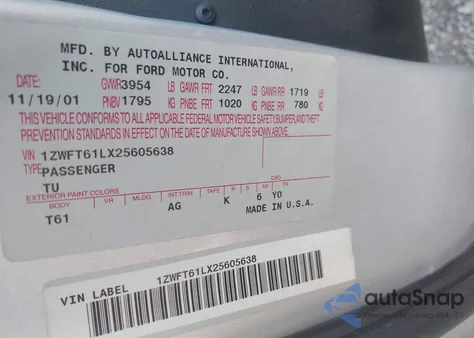 MFD. BY AUTOALLIANCE INTERNATIONAL,
INC. FOR FORD MOTOR CO.
DATE: GVWR 3954 LB GAWR FRT 2247 LB GAWR RR 1719 LB
11/19/01 PNBV 1795 KG PNBE FRT 1020 KG PNBE RR 780 KG
THIS VEHICLE CONFORMS TO ALL APPLICABLE FEDERAL MOTOR VEHICLE SAFETY, BUMPER, AND THEFT
PREVENTION STANDARDS IN EFFECT ON THE DATE OF MANUFACTURE SHOWN ABOVE.
VIN 1ZWFT61LX25605638
TYPE PASSENGER
TU DSO
EXTERIOR PAINT COLORS
BODY VR MLDG INT.TRIM TAPE R S AX TR
T61 AG K 6 YO
MADE IN U.S.A.
VIN LABEL 1ZWFT61LX25605638
autoSnap